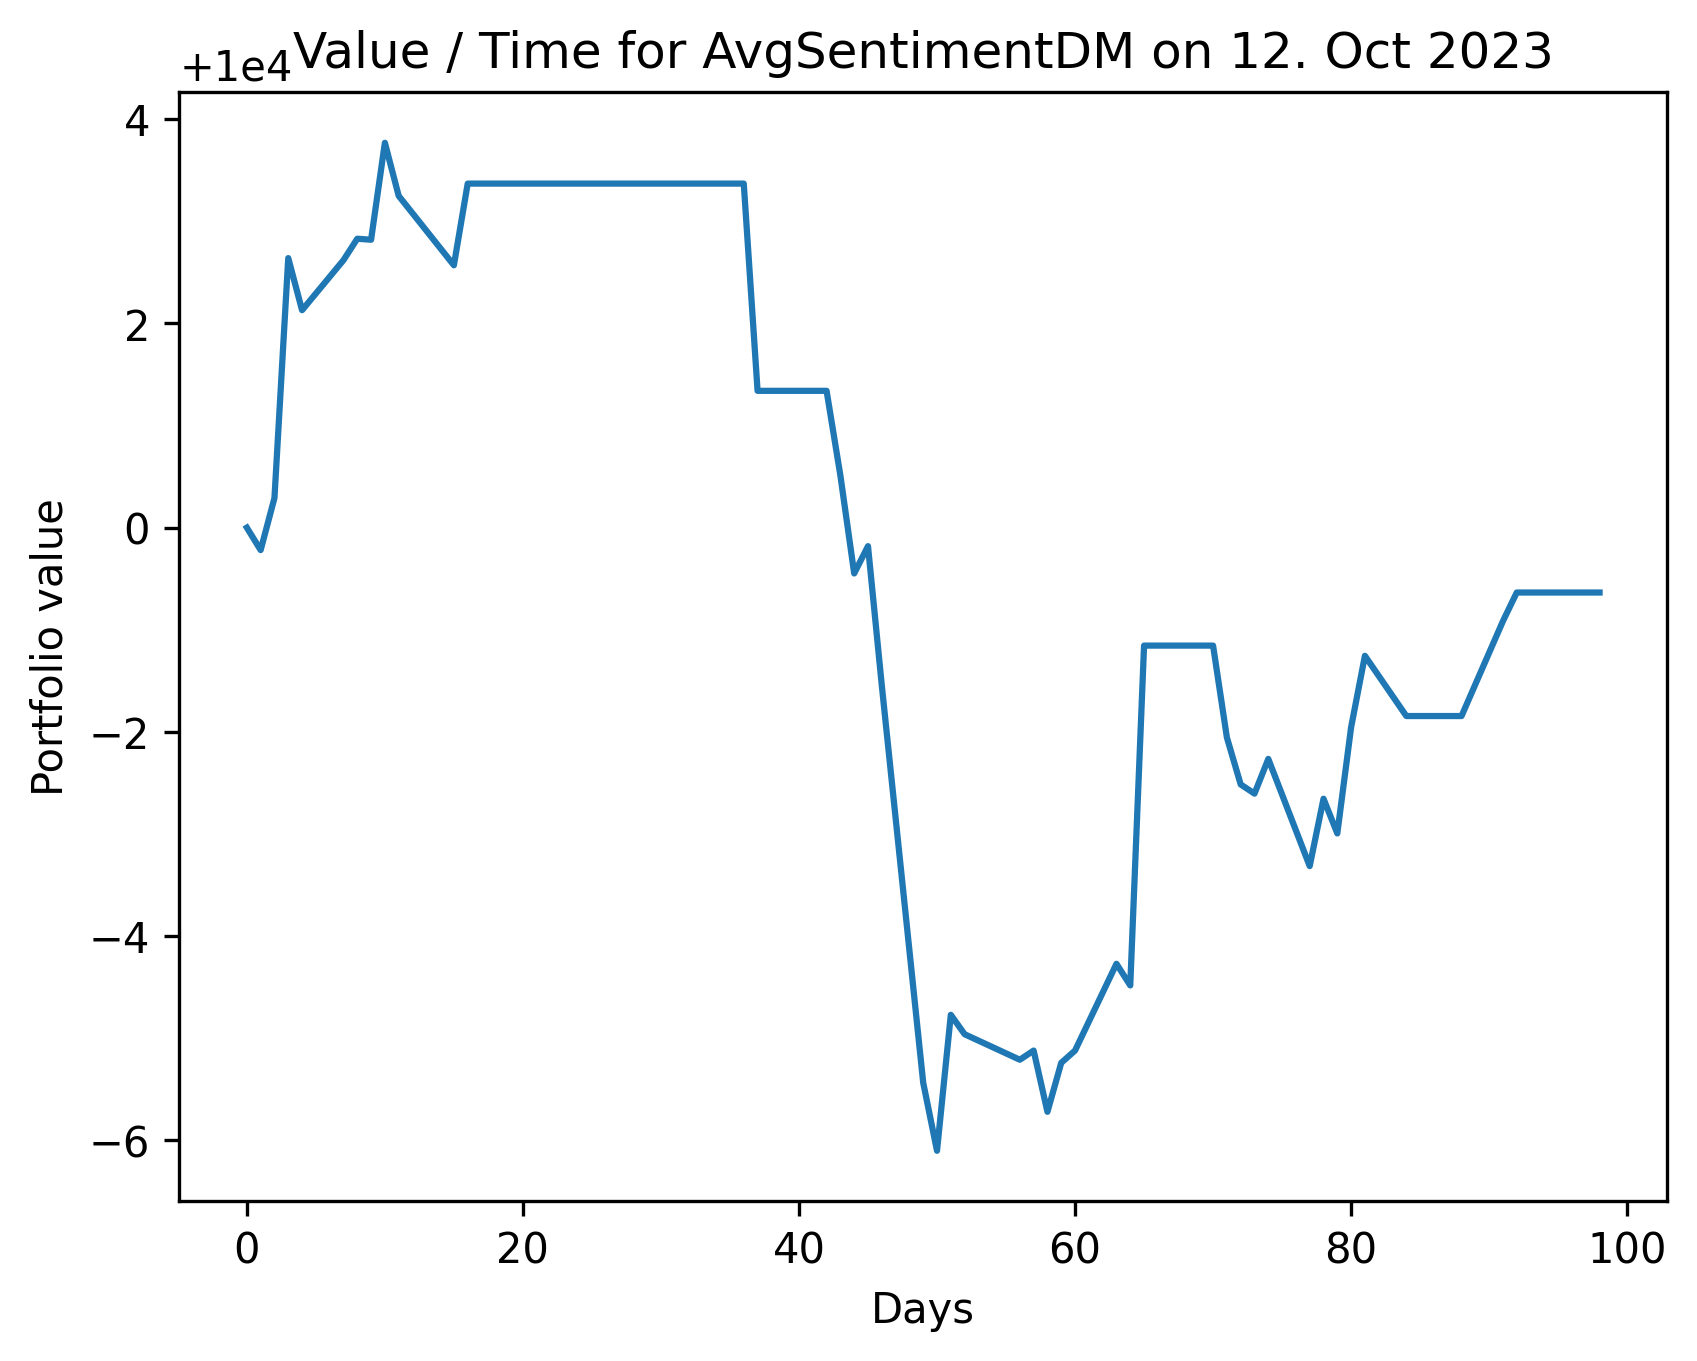 Value / Time for AvgSentimentDM on 12. Oct 2023
+1e4
4
2
0
−2
−4
−6
Portfolio value
0 20 40 60 80 100
Days